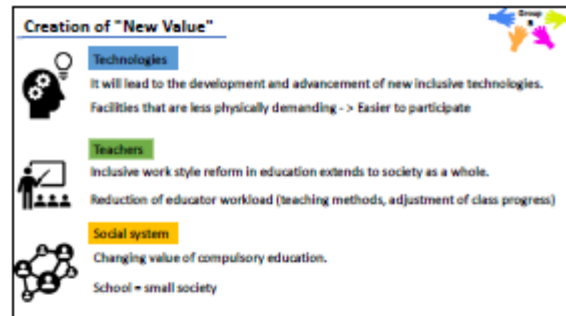 Creation of "New Value"
Group
B
Technologies
It will lead to the development and advancement of new inclusive technologies.
Facilities that are less physically demanding - > Easier to participate
Teachers
Inclusive work style reform in education extends to society as a whole.
Reduction of educator workload (teaching methods, adjustment of class progress)
Social system
Changing value of compulsory education.
School = small society